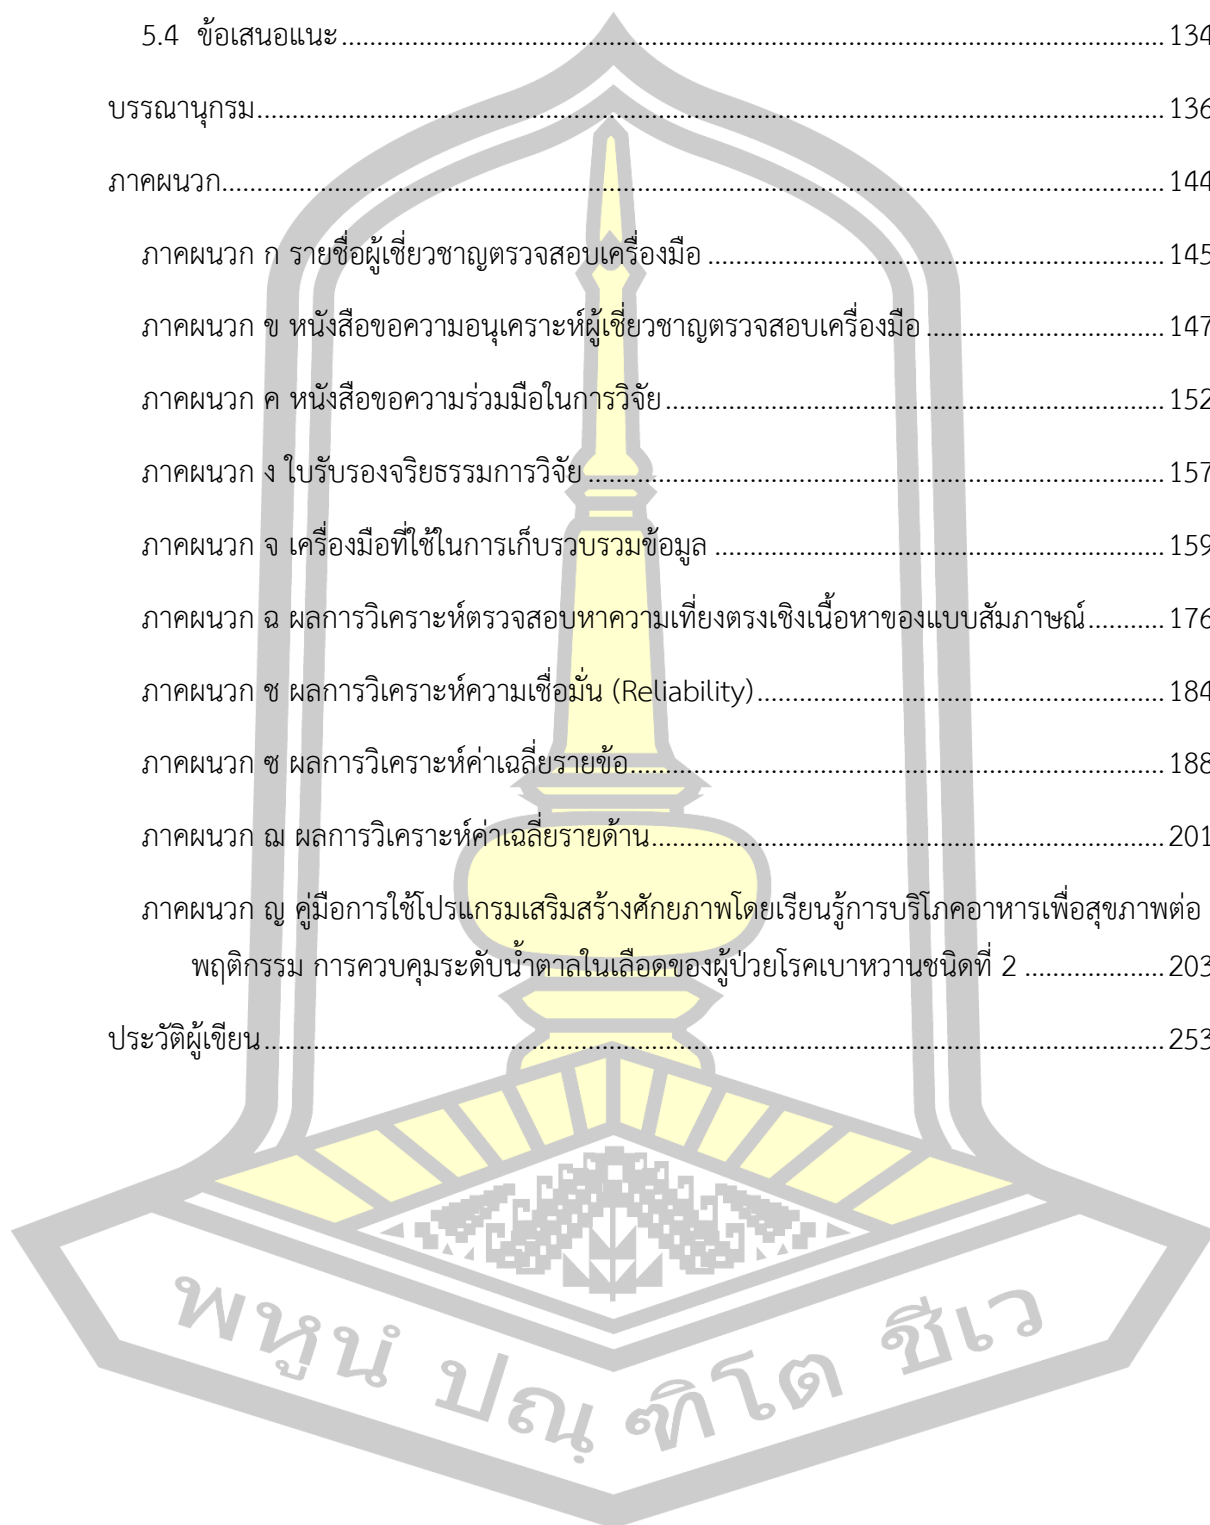 5.4 ข้อเสนอแนะ 134
บรรณานุกรม 136
ภาคผนวก 144
ภาคผนวก ก รายชื่อผู้เชี่ยวชาญตรวจสอบเครื่องมือ 145
ภาคผนวก ข หนังสือขอความอนุเคราะห์ผู้เชี่ยวชาญตรวจสอบเครื่องมือ 147
ภาคผนวก ค หนังสือขอความร่วมมือในการวิจัย 152
ภาคผนวก ง ใบรับรองจริยธรรมการวิจัย 157
ภาคผนวก จ เครื่องมือที่ใช้ในการเก็บรวบรวมข้อมูล 159
ภาคผนวก ฉ ผลการวิเคราะห์ตรวจสอบหาความเที่ยงตรงเชิงเนื้อหาของแบบสัมภาษณ์ 176
ภาคผนวก ช ผลการวิเคราะห์ความเชื่อมั่น (Reliability) 184
ภาคผนวก ซ ผลการวิเคราะห์ค่าเฉลี่ยรายข้อ 188
ภาคผนวก ฌ ผลการวิเคราะห์ค่าเฉลี่ยรายด้าน 201
ภาคผนวก ญ คู่มือการใช้โปรแกรมเสริมสร้างศักยภาพโดยเรียนรู้การบริโภคอาหารเพื่อสุขภาพต่อ
พฤติกรรม การควบคุมระดับน้ำตาลในเลือดของผู้ป่วยโรคเบาหวานชนิดที่ 2 203
ประวัติผู้เขียน 253
พหูนํ ปณฺฑิโต ชีเว